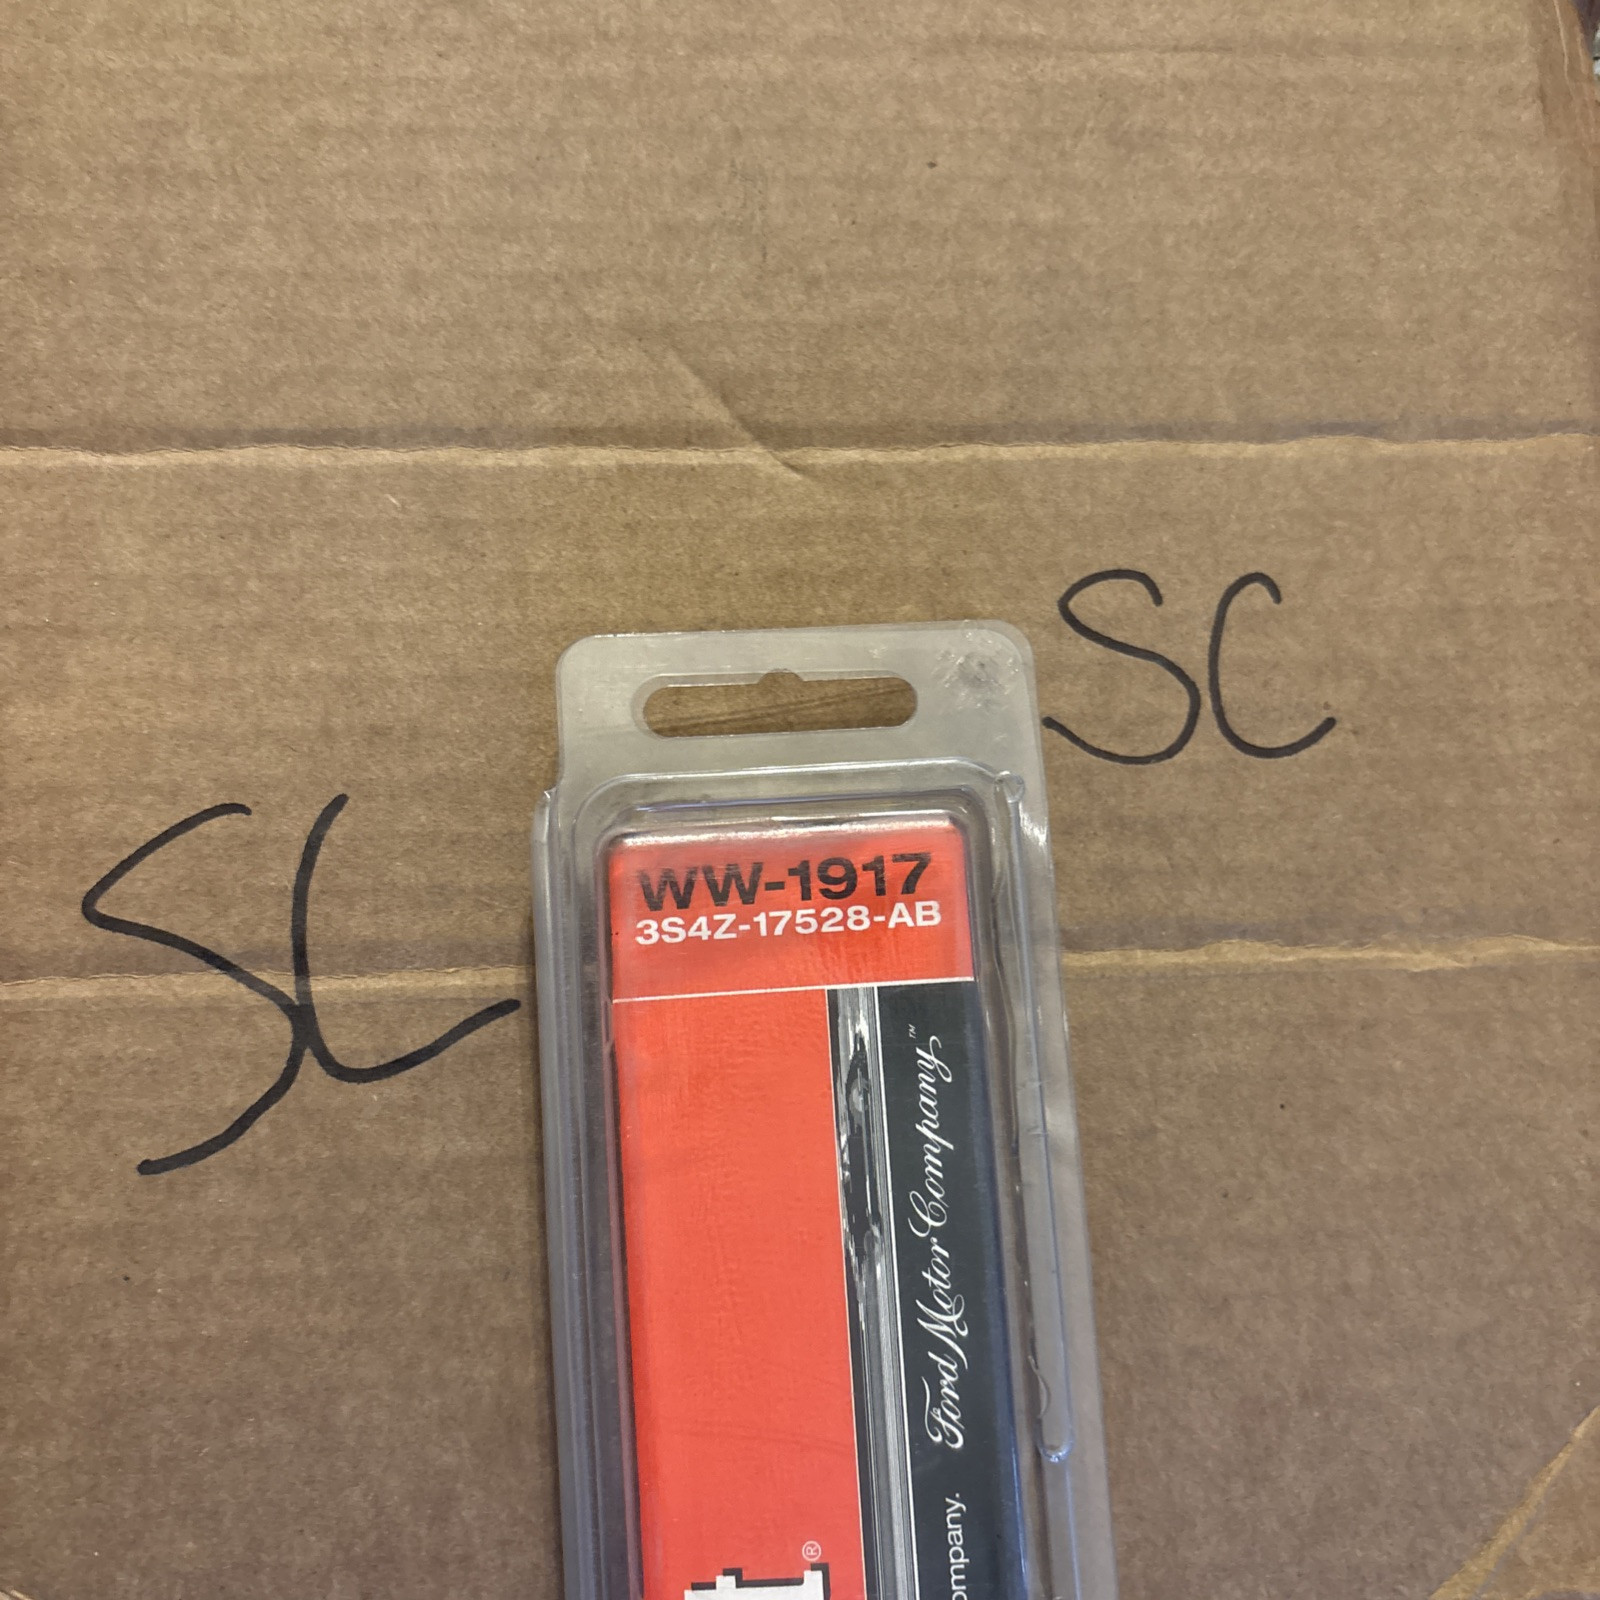 SC
SC
WW-1917
3S4Z-17528-AB
Ford Motor Company™
ompany.
®